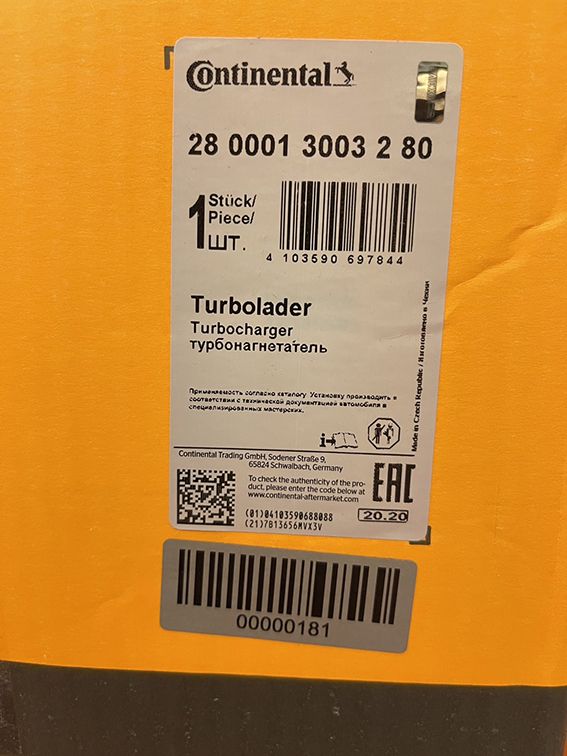 Continental
28 0001 3003 2 80
1 Stück/
Piece/
ШТ.
4 103590 697844
Turbolader
Turbocharger
турбонагнетатель
Применяемость согласно каталогу. Установку производить в
соответствии с технической документацией автомобиля в
специализированных мастерских.
Made in Czech Republic / Изготовлено в Чехии
Continental Trading GmbH, Sodener Straße 9,
65824 Schwalbach, Germany
To check the authenticity of the pro-
duct, please enter the code below at
www.continental-aftermarket.com
EAC
(01)04103590688088
(21)7B13656MVX3V
20.20
00000181